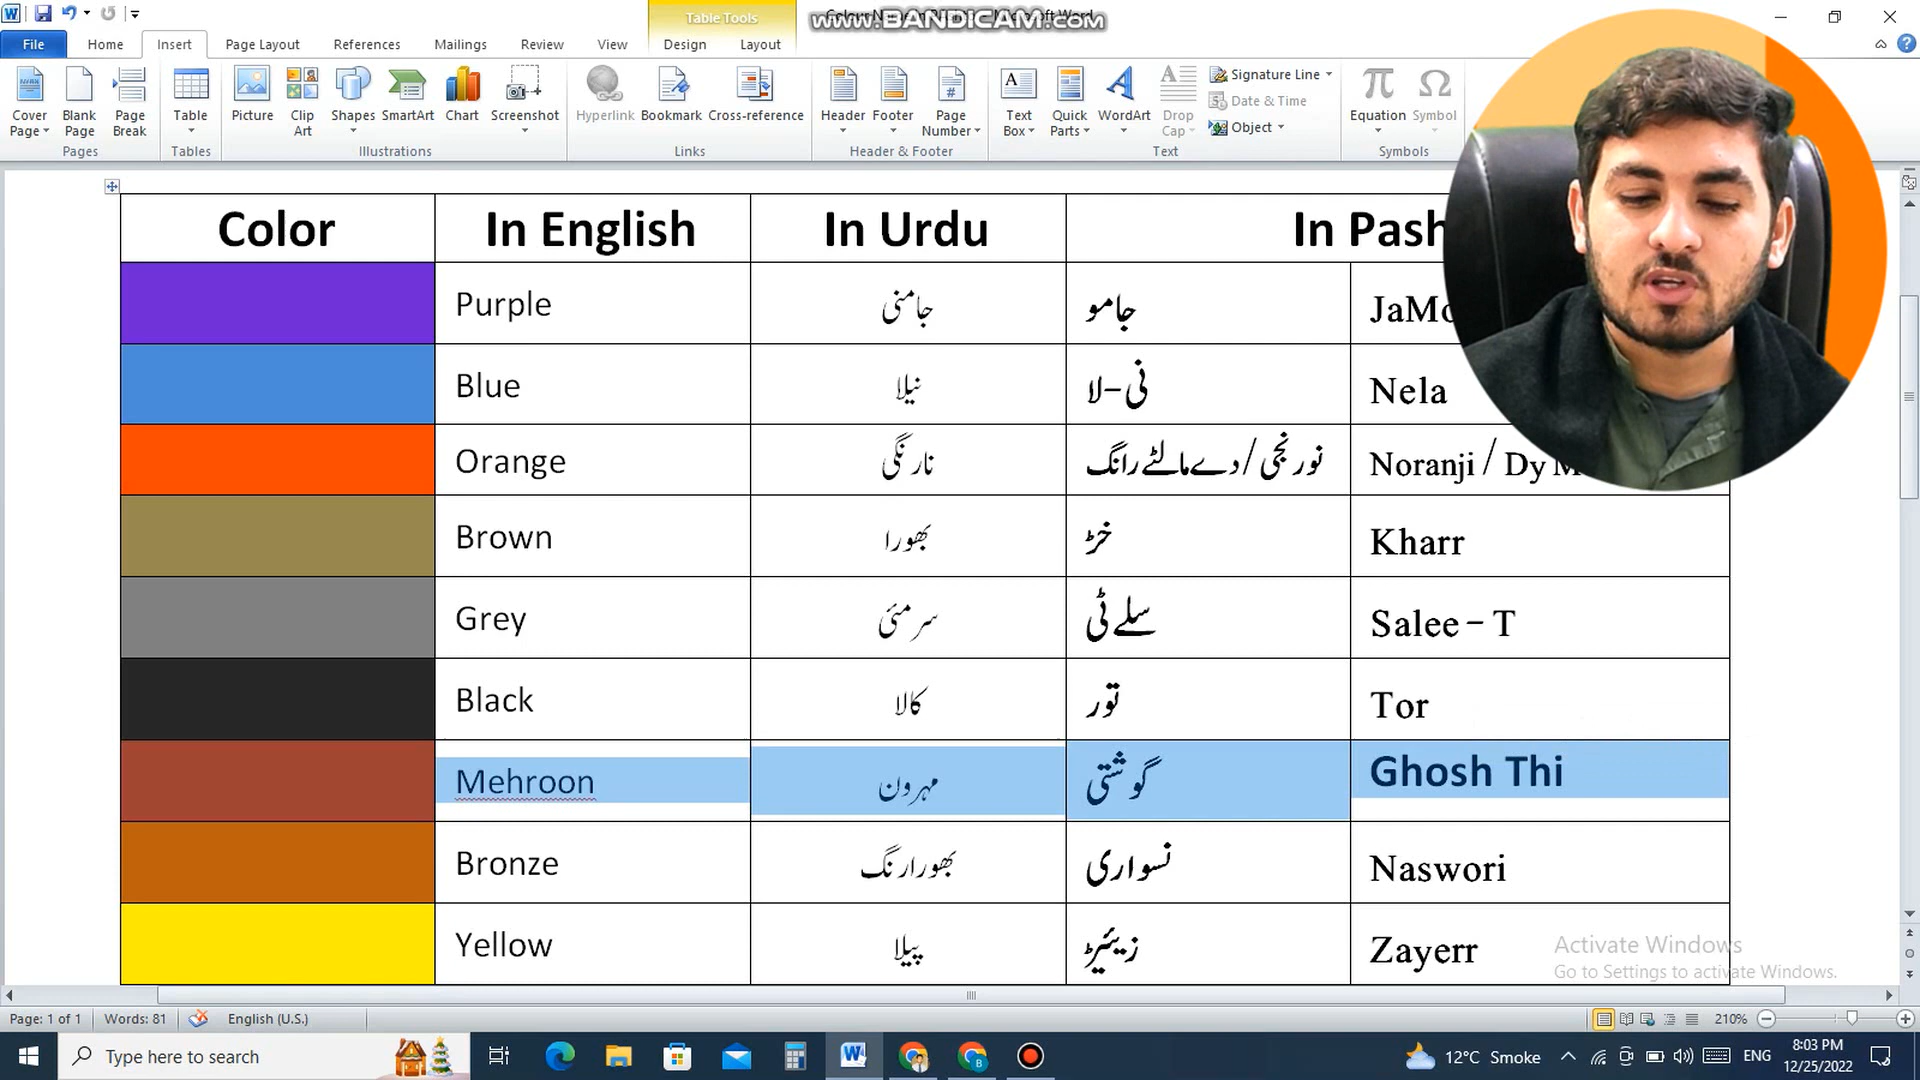 Table Tools
www.BANDICAM.com
File Home Insert Page Layout References Mailings Review View Design Layout
Cover Page
Blank Page
Page Break
Table
Picture
Clip Art
Shapes
SmartArt
Chart
Screenshot
Hyperlink
Bookmark
Cross-reference
Header
Footer
Page Number
Text Box
Quick Parts
WordArt
Drop Cap
Signature Line
Date & Time
Object
Equation
Symbol
Pages Tables Illustrations Links Header & Footer Text Symbols
Color In English In Urdu In Pash
Purple جامنی جامو JaMo
Blue نیلا نی-لا Nela
Orange نارنگی نورنجی/دے مالٹے رانگ Noranji / Dy M
Brown بھورا خڑ Kharr
Grey سرمئی سلے ٹی Salee - T
Black کالا تور Tor
Mehroon مہرون گوشتی Ghosh Thi
Bronze بھورا رنگ نسواری Naswori
Yellow پیلا زیئیڑ Zayerr
Activate Windows
Go to Settings to activate Windows.
Page: 1 of 1 Words: 81 English (U.S.) 210%
Type here to search
12°C Smoke ENG 8:03 PM
12/25/2022